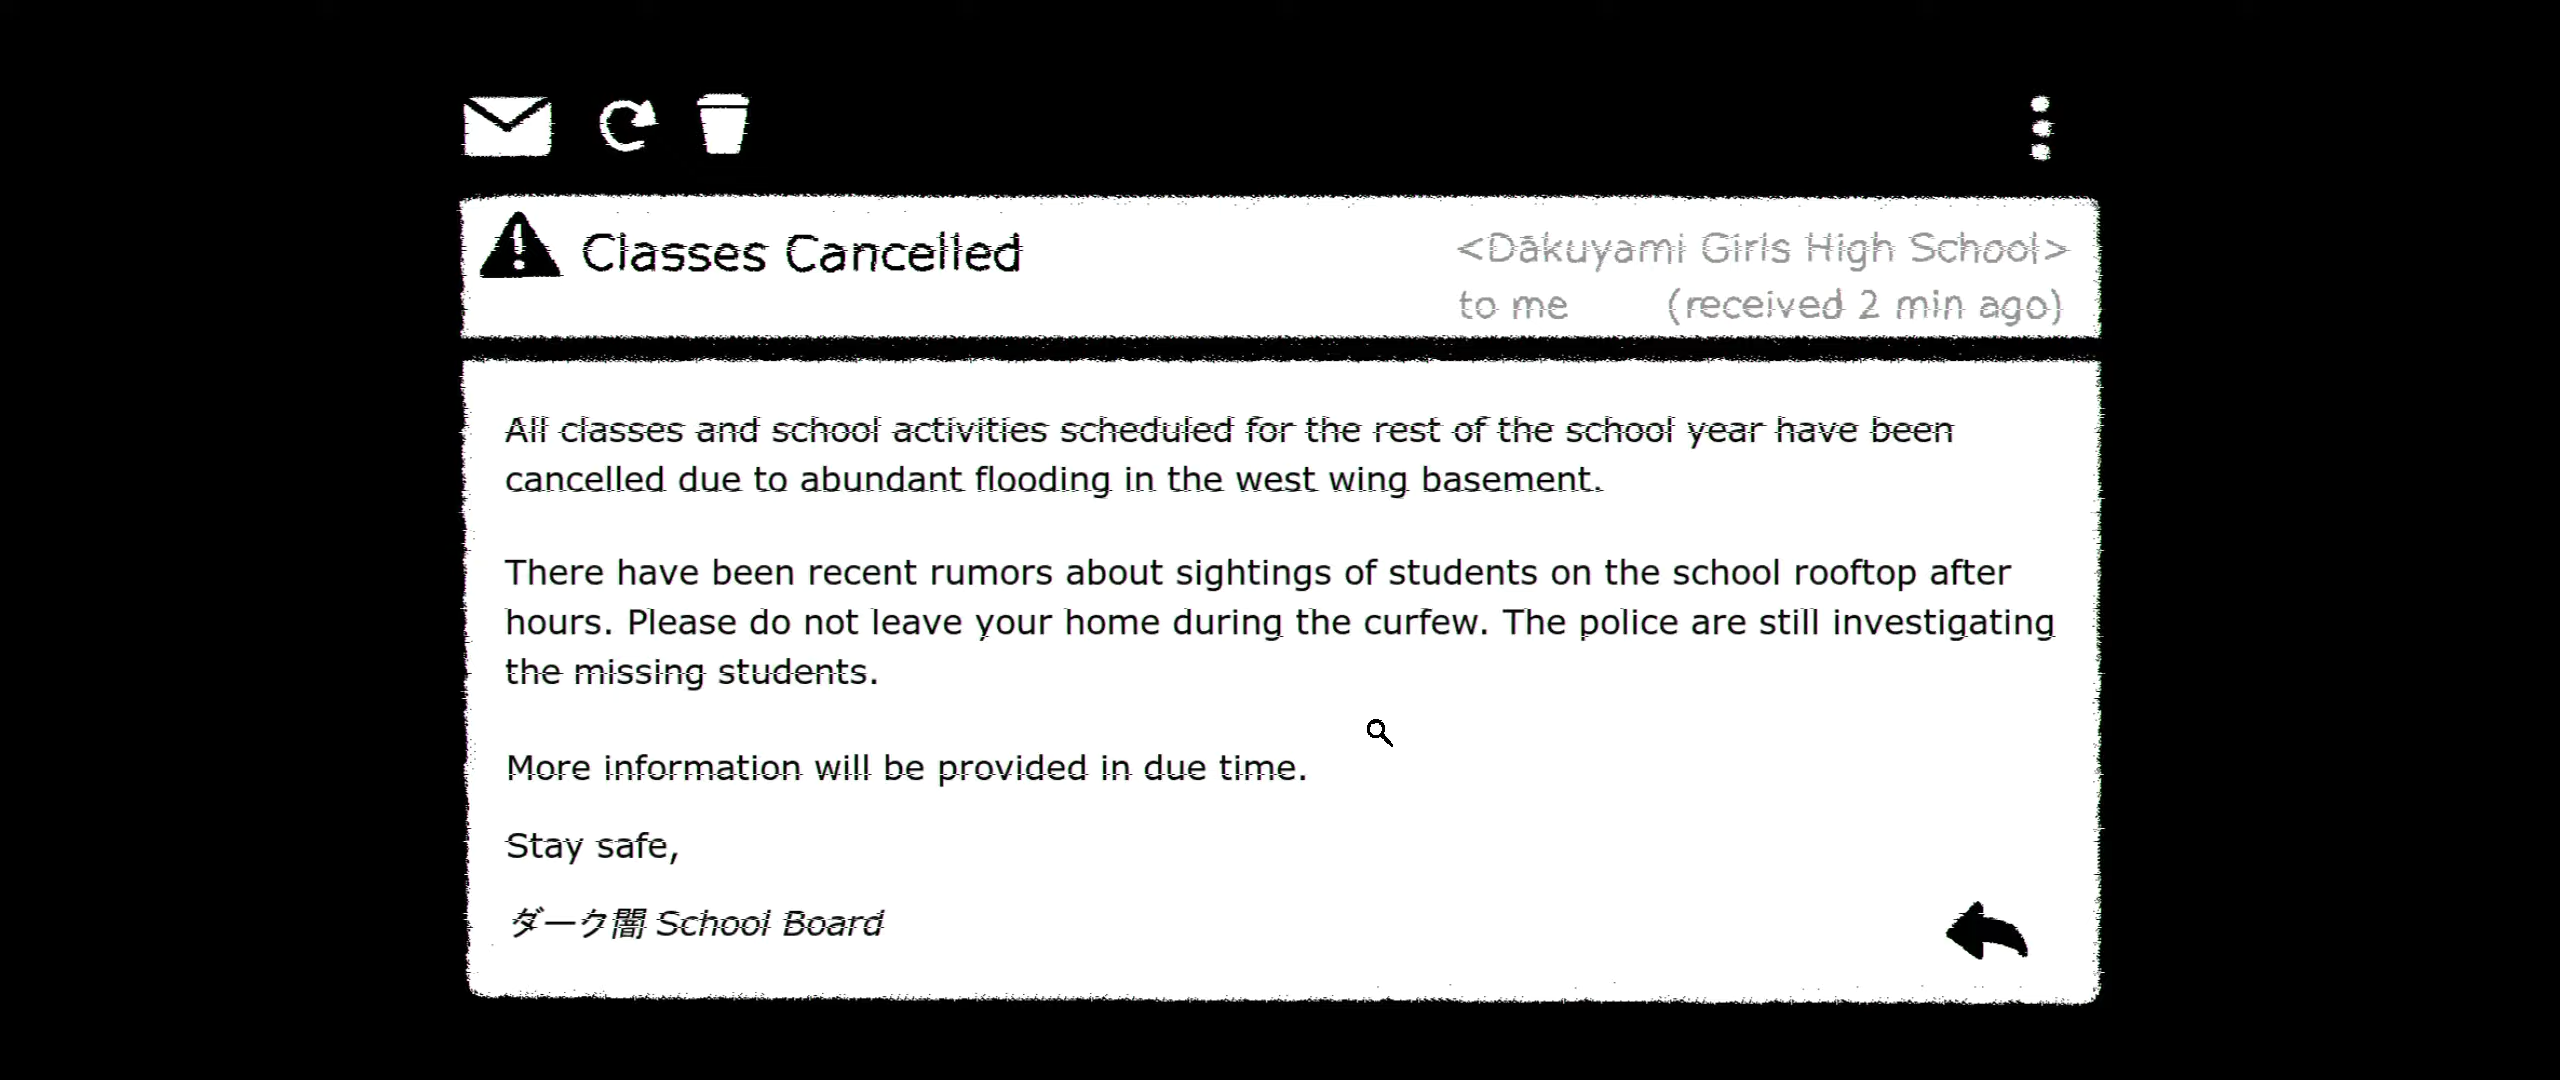 Classes Cancelled
<Dākuyami Girls High School>
to me (received 2 min ago)
All classes and school activities scheduled for the rest of the school year have been
cancelled due to abundant flooding in the west wing basement.
There have been recent rumors about sightings of students on the school rooftop after
hours. Please do not leave your home during the curfew. The police are still investigating
the missing students.
More information will be provided in due time.
Stay safe,
ダーク闇 School Board